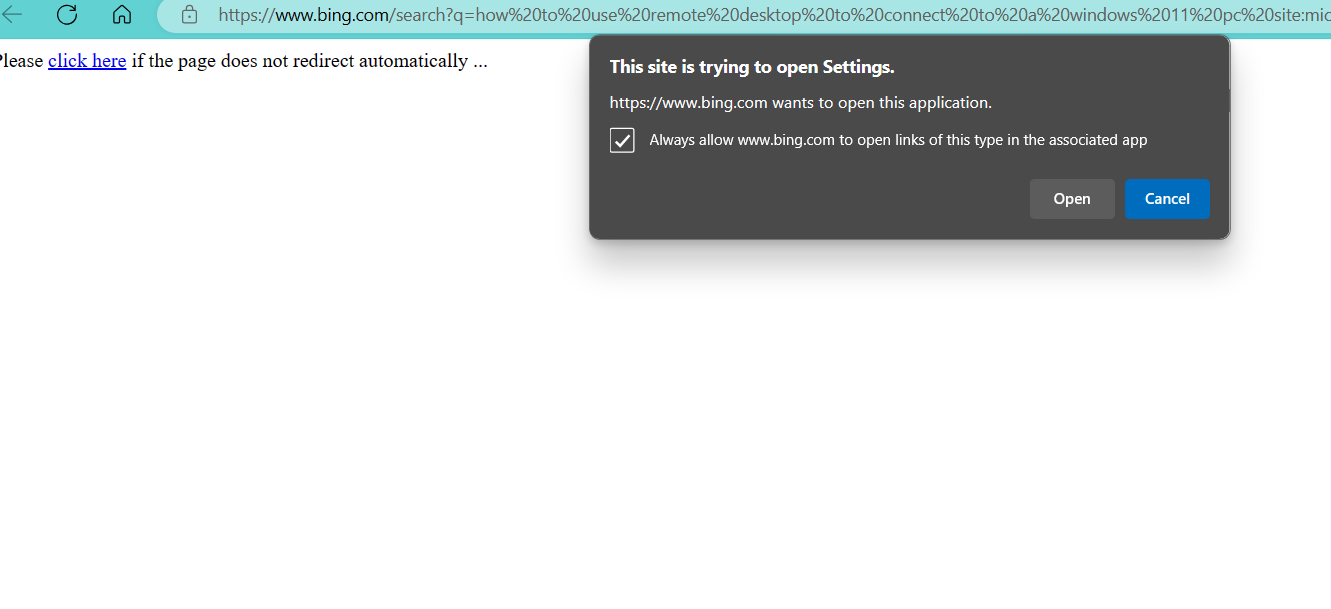 https://www.bing.com/search?q=how%20to%20use%20remote%20desktop%20to%20connect%20to%20a%20windows%2011%20pc%20site:mic
Please click here if the page does not redirect automatically ...
This site is trying to open Settings.
https://www.bing.com wants to open this application.
Always allow www.bing.com to open links of this type in the associated app
Open Cancel